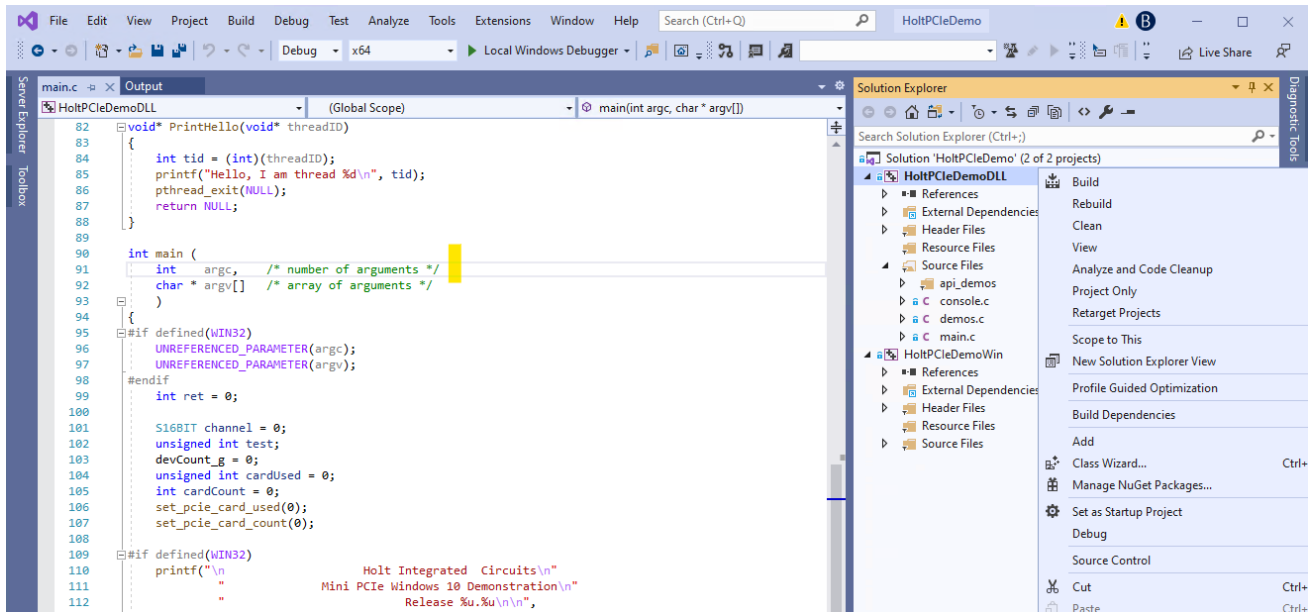 File Edit View Project Build Debug Test Analyze Tools Extensions Window Help Search (Ctrl+Q) HoltPCIeDemo B
Debug x64 Local Windows Debugger Live Share
Server Explorer
Toolbox
main.c Output
HoltPCIeDemoDLL (Global Scope) main(int argc, char * argv[])
82 void* PrintHello(void* threadID)
83 {
84 int tid = (int)(threadID);
85 printf("Hello, I am thread %d\n", tid);
86 pthread_exit(NULL);
87 return NULL;
88 }
89
90 int main (
91 int argc, /* number of arguments */
92 char * argv[] /* array of arguments */
93 )
94 {
95 #if defined(WIN32)
96 UNREFERENCED_PARAMETER(argc);
97 UNREFERENCED_PARAMETER(argv);
98 #endif
99 int ret = 0;
100
101 S16BIT channel = 0;
102 unsigned int test;
103 devCount_g = 0;
104 unsigned int cardUsed = 0;
105 int cardCount = 0;
106 set_pcie_card_used(0);
107 set_pcie_card_count(0);
108
109 #if defined(WIN32)
110 printf("\n Holt Integrated Circuits\n"
111 " Mini PCIe Windows 10 Demonstration\n"
112 " Release %u.%u\n\n",
Solution Explorer
Search Solution Explorer (Ctrl+;)
Solution 'HoltPCIeDemo' (2 of 2 projects)
HoltPCIeDemoDLL
References
External Dependencies
Header Files
Resource Files
Source Files
api_demos
C console.c
C demos.c
C main.c
HoltPCIeDemoWin
References
External Dependencies
Header Files
Resource Files
Source Files
Build
Rebuild
Clean
View
Analyze and Code Cleanup
Project Only
Retarget Projects
Scope to This
New Solution Explorer View
Profile Guided Optimization
Build Dependencies
Add
Class Wizard... Ctrl+
Manage NuGet Packages...
Set as Startup Project
Debug
Source Control
Cut Ctrl+
Paste Ctrl+
Diagnostic Tools